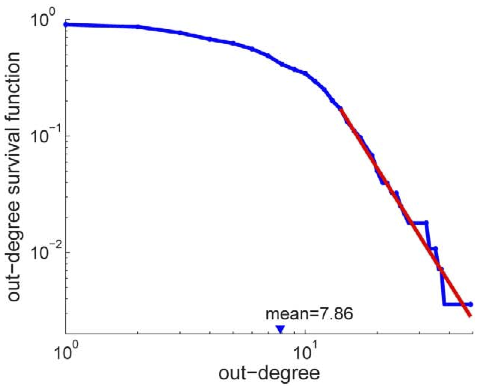 10^0
10^-1
10^-2
out-degree survival function
mean=7.86
10^0
10^1
out-degree